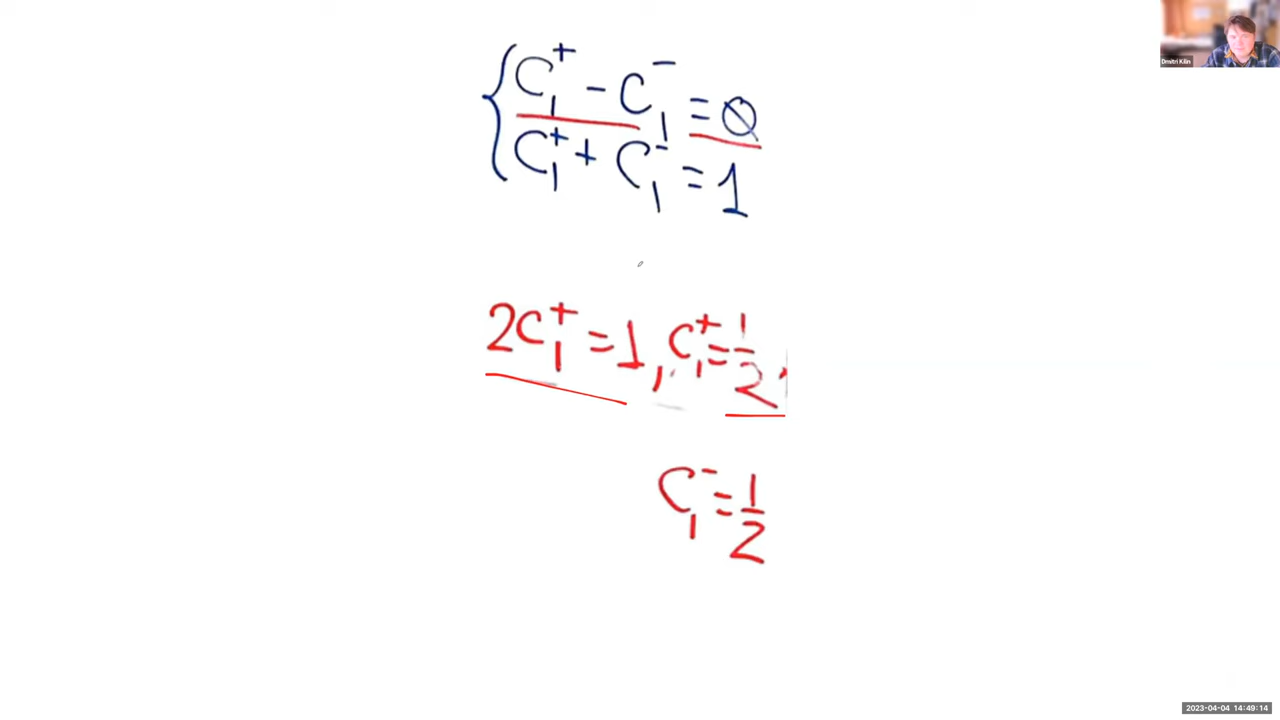 C₁⁺ - C₁⁻ = 0
C₁⁺ + C₁⁻ = 1
2C₁⁺ = 1, C₁⁺ = 1/2,
C₁⁻ = 1/2
Dmitri Kilin
2023-04-04 14:49:14